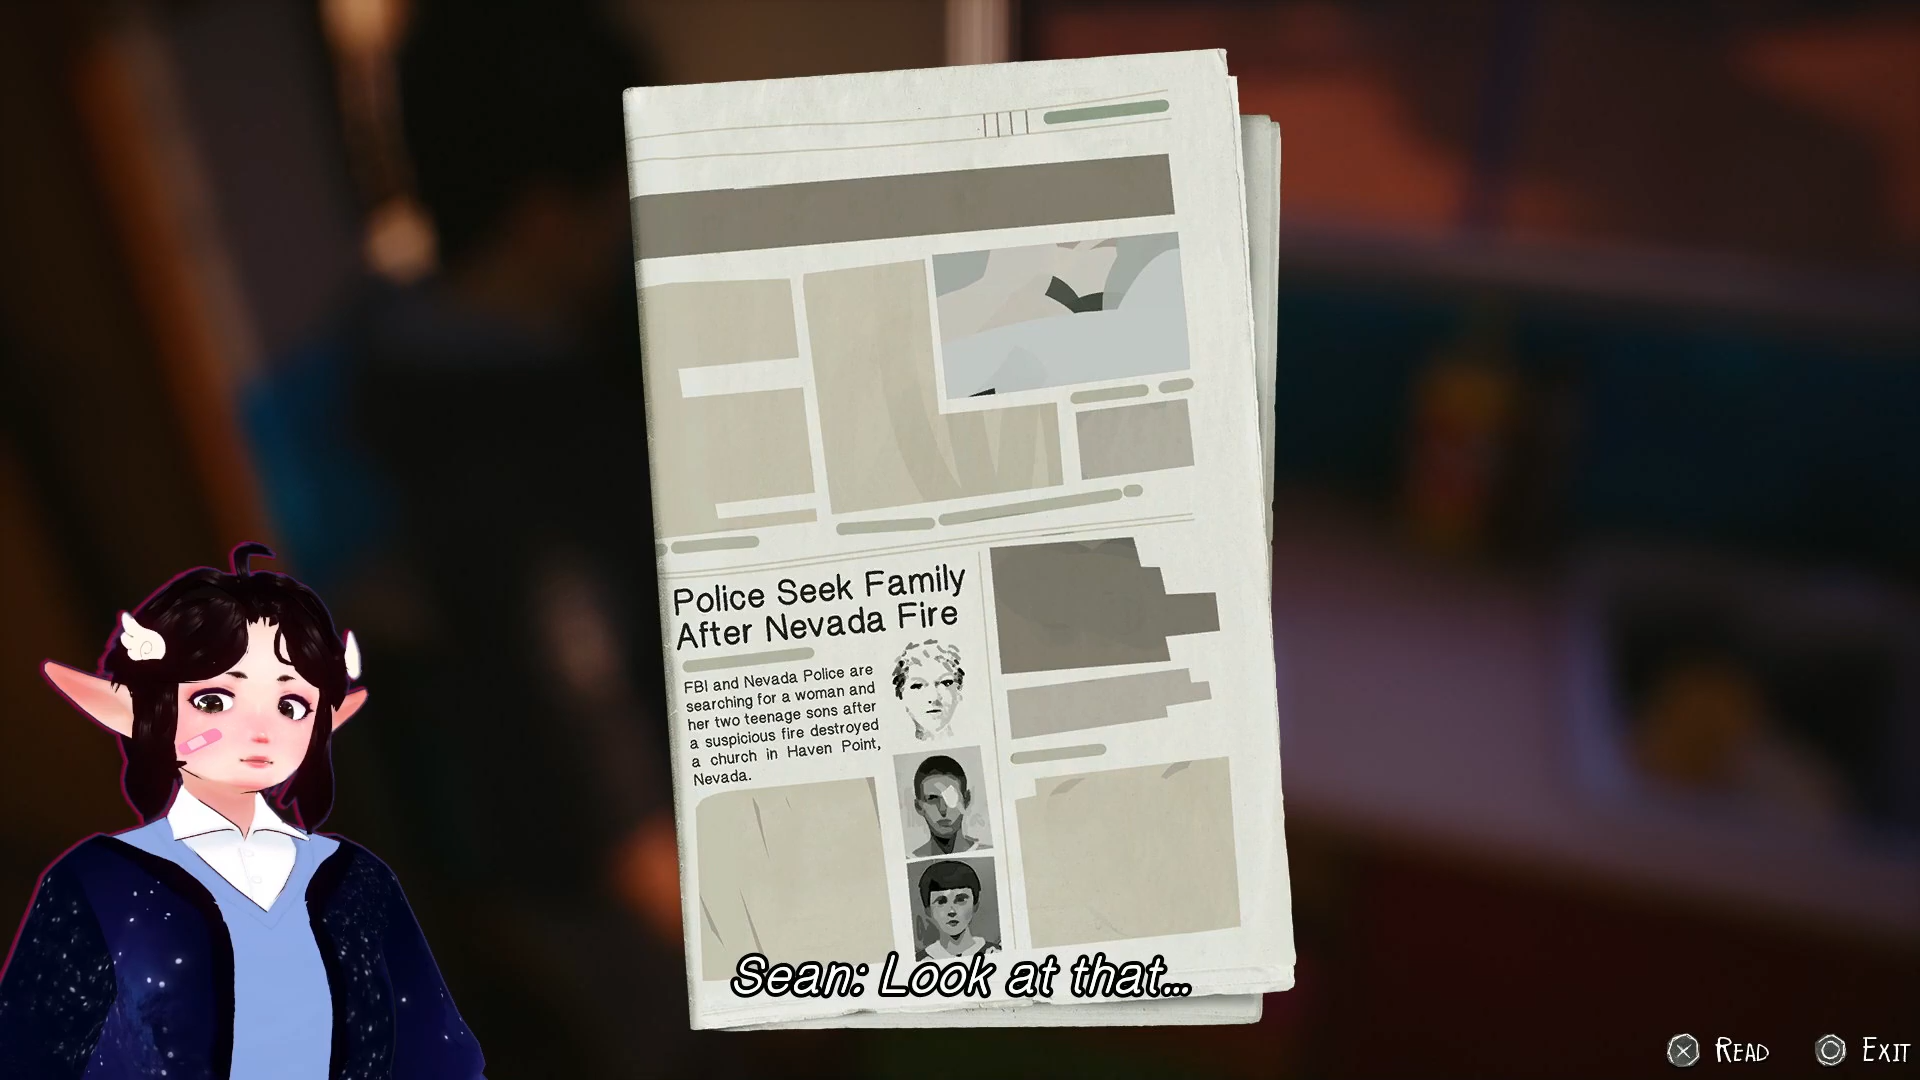 Police Seek Family
After Nevada Fire
FBI and Nevada Police are
searching for a woman and
her two teenage sons after
a suspicious fire destroyed
a church in Haven Point,
Nevada.
Sean: Look at that...
READ
EXIT